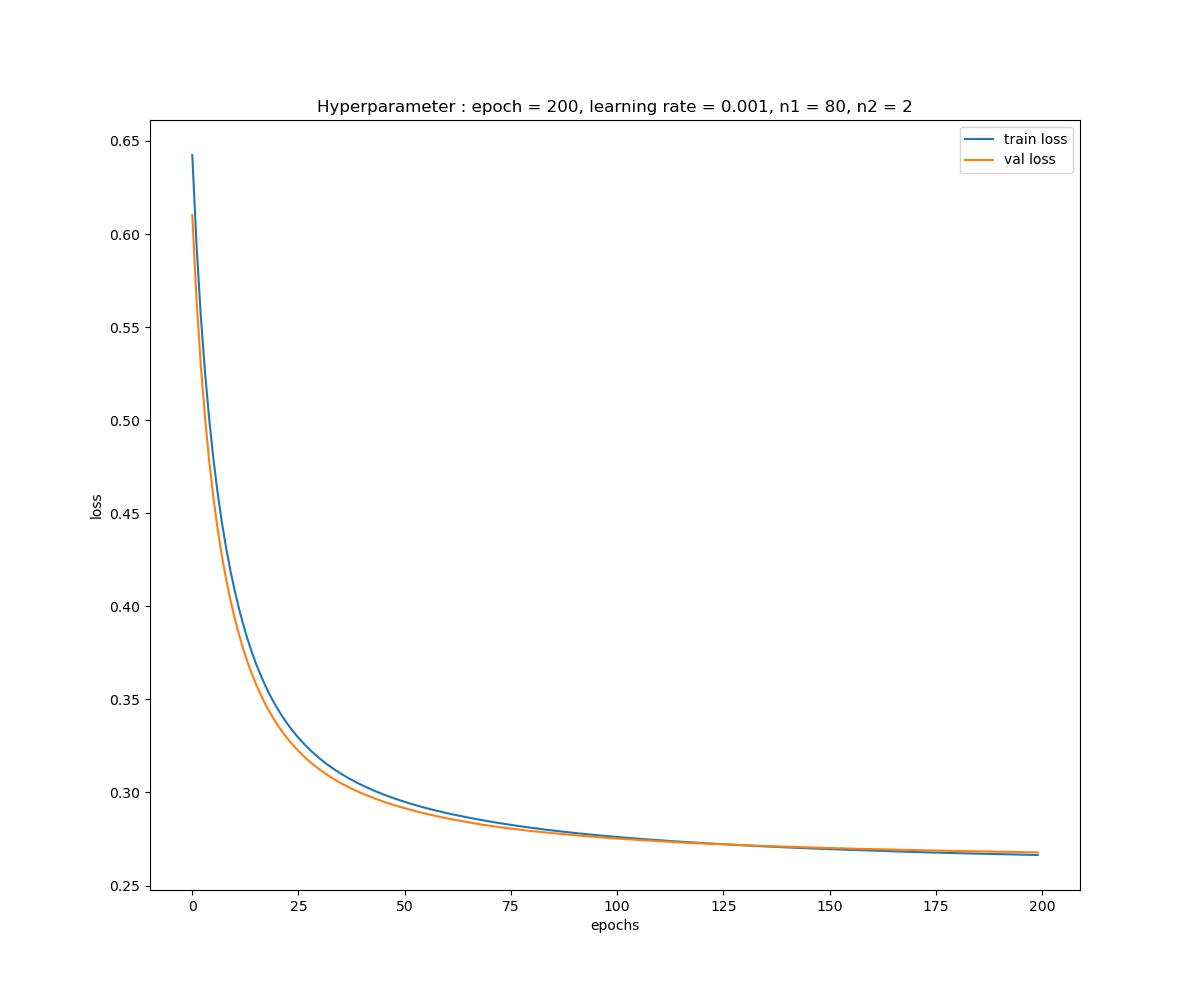 Hyperparameter : epoch = 200, learning rate = 0.001, n1 = 80, n2 = 2
train loss
val loss
0.65
0.60
0.55
0.50
0.45
0.40
0.35
0.30
0.25
loss
0 25 50 75 100 125 150 175 200
epochs